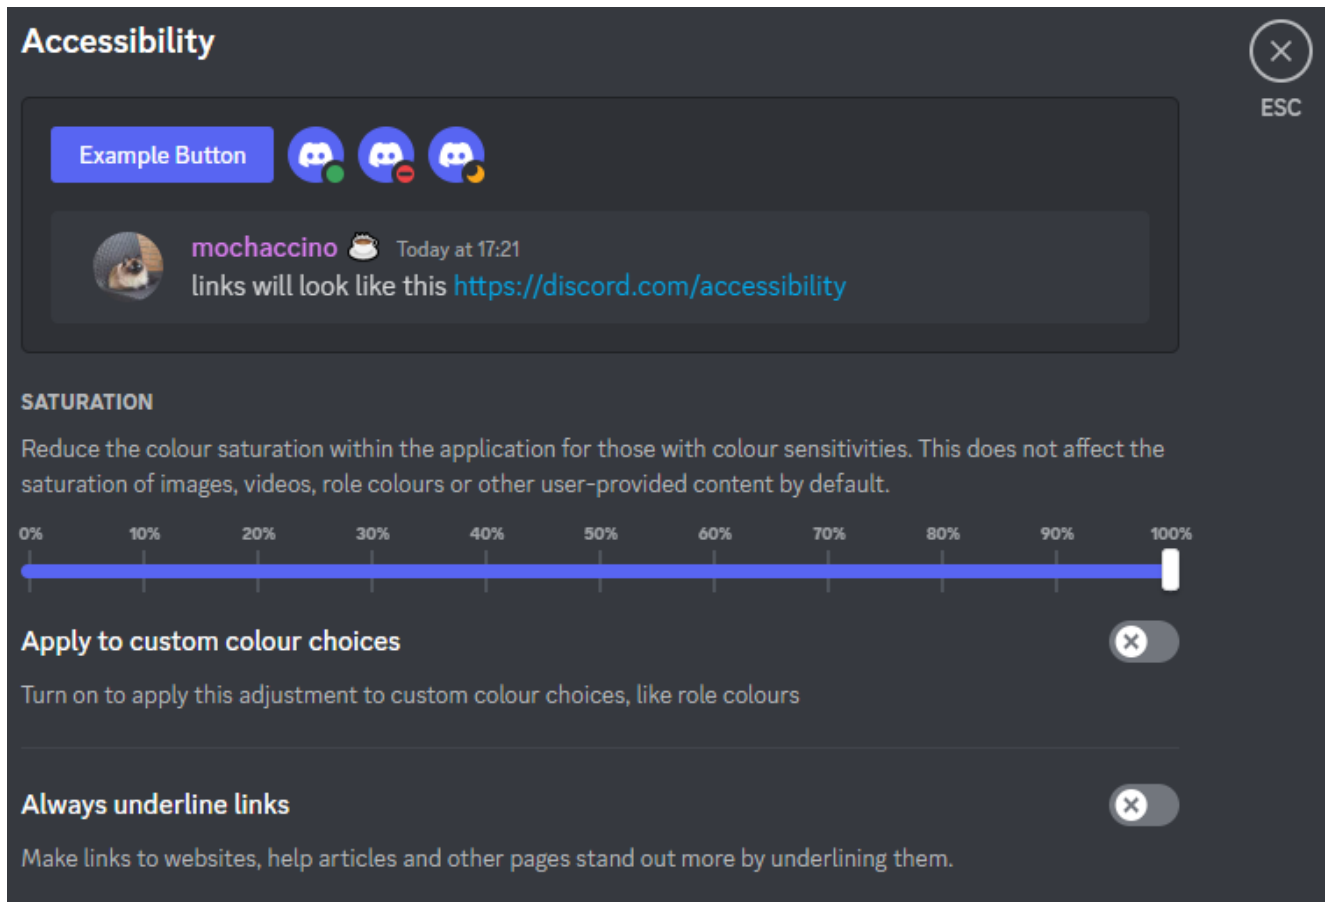 Accessibility
ESC
Example Button
mochaccino ☕ Today at 17:21
links will look like this https://discord.com/accessibility
SATURATION
Reduce the colour saturation within the application for those with colour sensitivities. This does not affect the
saturation of images, videos, role colours or other user-provided content by default.
0% 10% 20% 30% 40% 50% 60% 70% 80% 90% 100%
Apply to custom colour choices
Turn on to apply this adjustment to custom colour choices, like role colours
Always underline links
Make links to websites, help articles and other pages stand out more by underlining them.